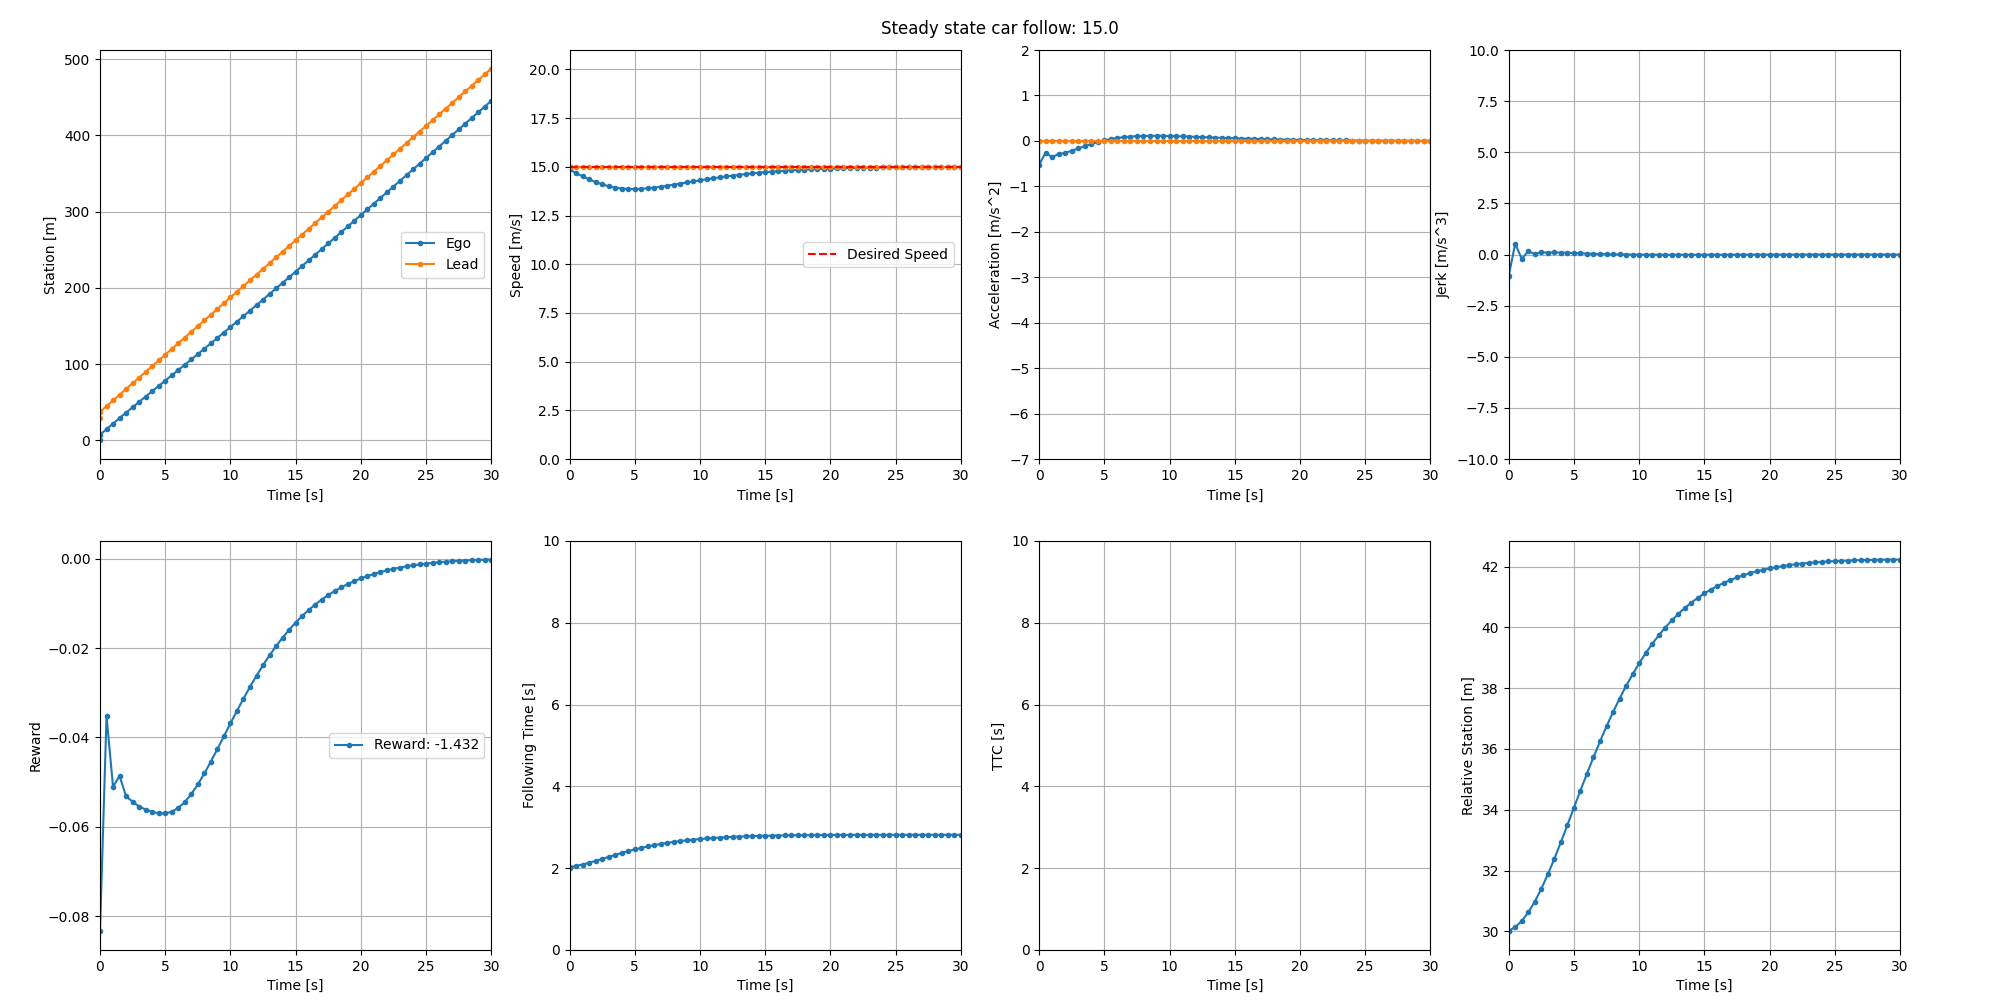 Steady state car follow: 15.0
500
400
300
200
100
0
Station [m]
Ego
Lead
0 5 10 15 20 25 30
Time [s]
20.0
17.5
15.0
12.5
10.0
7.5
5.0
2.5
0.0
Speed [m/s]
Desired Speed
0 5 10 15 20 25 30
Time [s]
2
1
0
−1
−2
−3
−4
−5
−6
−7
Acceleration [m/s^2]
0 5 10 15 20 25 30
Time [s]
10.0
7.5
5.0
2.5
0.0
−2.5
−5.0
−7.5
−10.0
Jerk [m/s^3]
0 5 10 15 20 25 30
Time [s]
0.00
−0.02
−0.04
−0.06
−0.08
Reward
Reward: -1.432
0 5 10 15 20 25 30
Time [s]
10
8
6
4
2
0
Following Time [s]
0 5 10 15 20 25 30
Time [s]
10
8
6
4
2
0
TTC [s]
0 5 10 15 20 25 30
Time [s]
42
40
38
36
34
32
30
Relative Station [m]
0 5 10 15 20 25 30
Time [s]